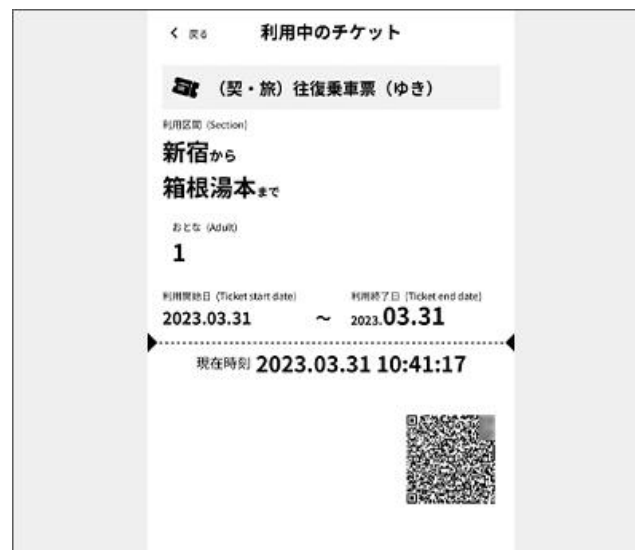 戻る 利用中のチケット
（契・旅）往復乗車票（ゆき）
利用区間 (Section)
新宿から
箱根湯本まで
おとな (Adult)
1
利用開始日 (Ticket start date) 利用終了日 (Ticket end date)
2023.03.31 ～ 2023.03.31
現在時刻 2023.03.31 10:41:17